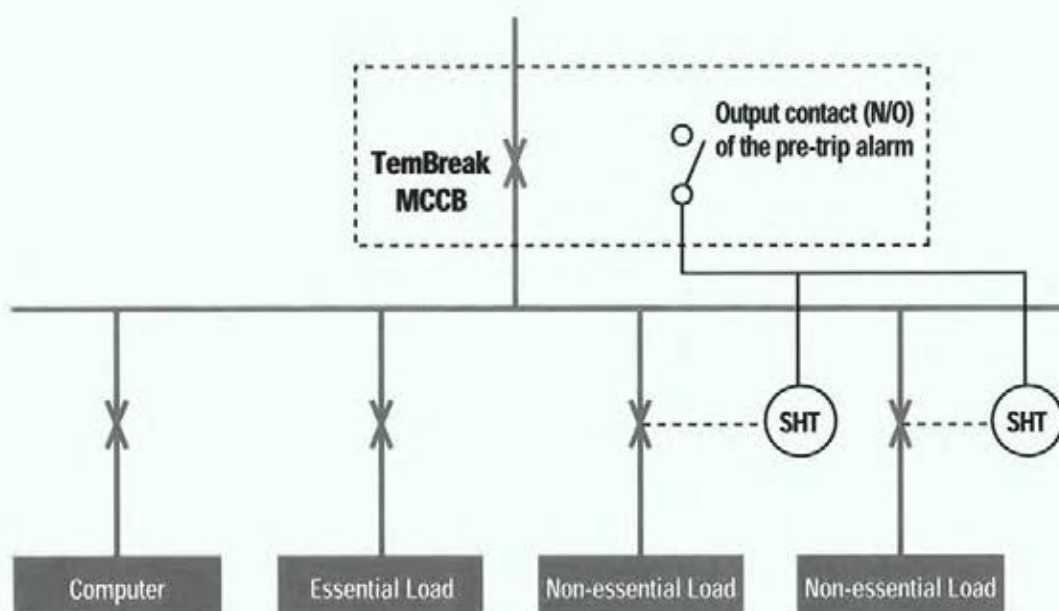 Output contact (N/O)
of the pre-trip alarm
TemBreak
MCCB
SHT
SHT
Computer
Essential Load
Non-essential Load
Non-essential Load